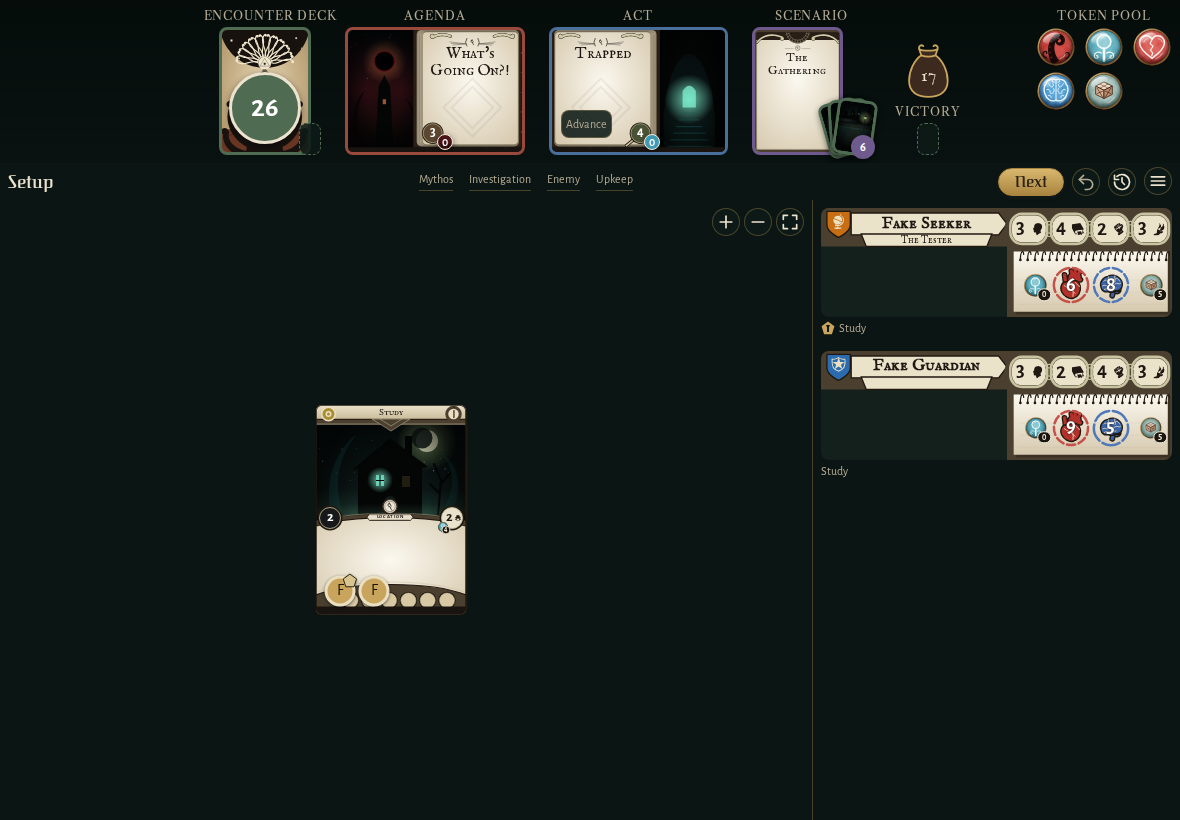 ENCOUNTER DECK
AGENDA
ACT
SCENARIO
TOKEN POOL
26
What's Going On?!
3
0
Trapped
Advance
4
0
The Gathering
6
17
VICTORY
Setup
Mythos
Investigation
Enemy
Upkeep
Next
Fake Seeker
The Tester
3
4
2
3
0
6
8
5
Study
Fake Guardian
3
2
4
3
0
9
5
5
Study
Study
2
LOCATION
2
4
F
F